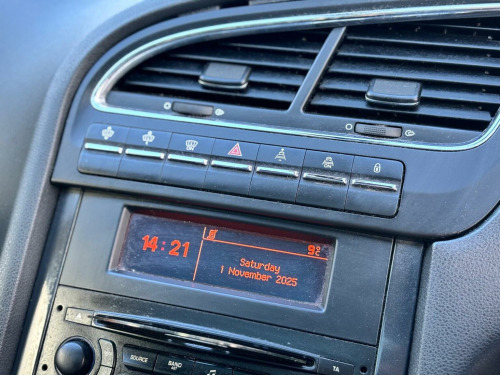 14:21
9°C
Saturday
1 November 2025
SOURCE
BAND
TA